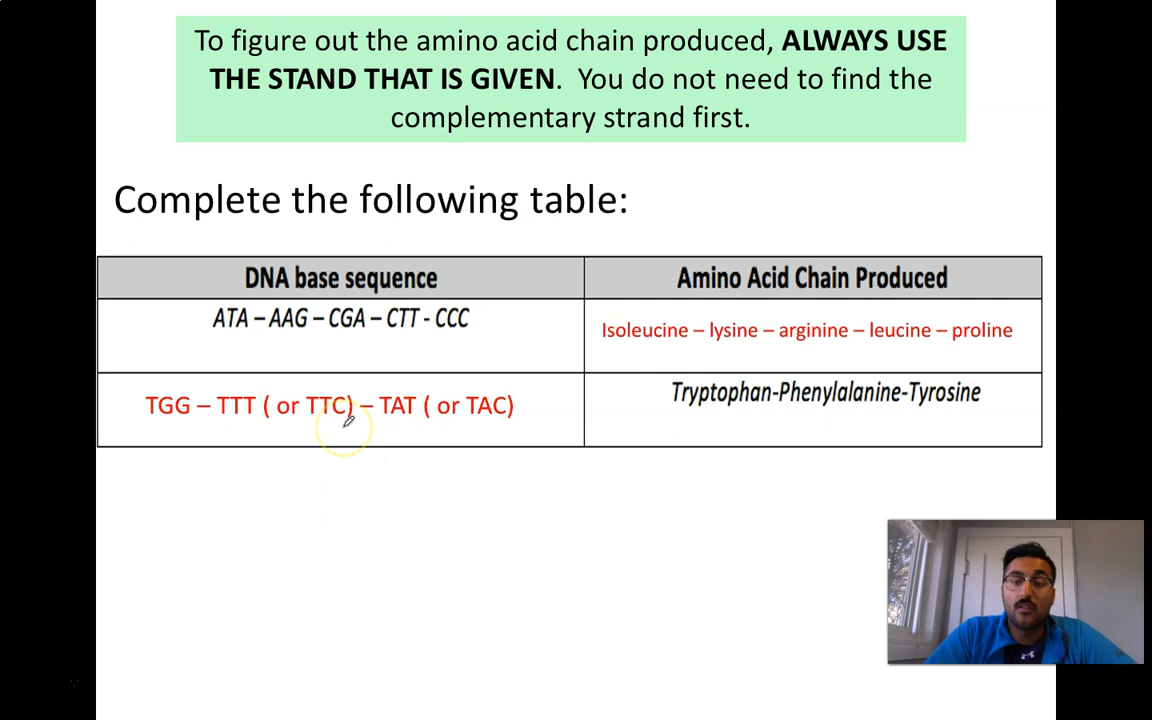 To figure out the amino acid chain produced, ALWAYS USE
THE STAND THAT IS GIVEN. You do not need to find the
complementary strand first.
Complete the following table:
DNA base sequence
Amino Acid Chain Produced
ATA – AAG – CGA – CTT - CCC
Isoleucine – lysine – arginine – leucine – proline
TGG – TTT ( or TTC) – TAT ( or TAC)
Tryptophan-Phenylalanine-Tyrosine